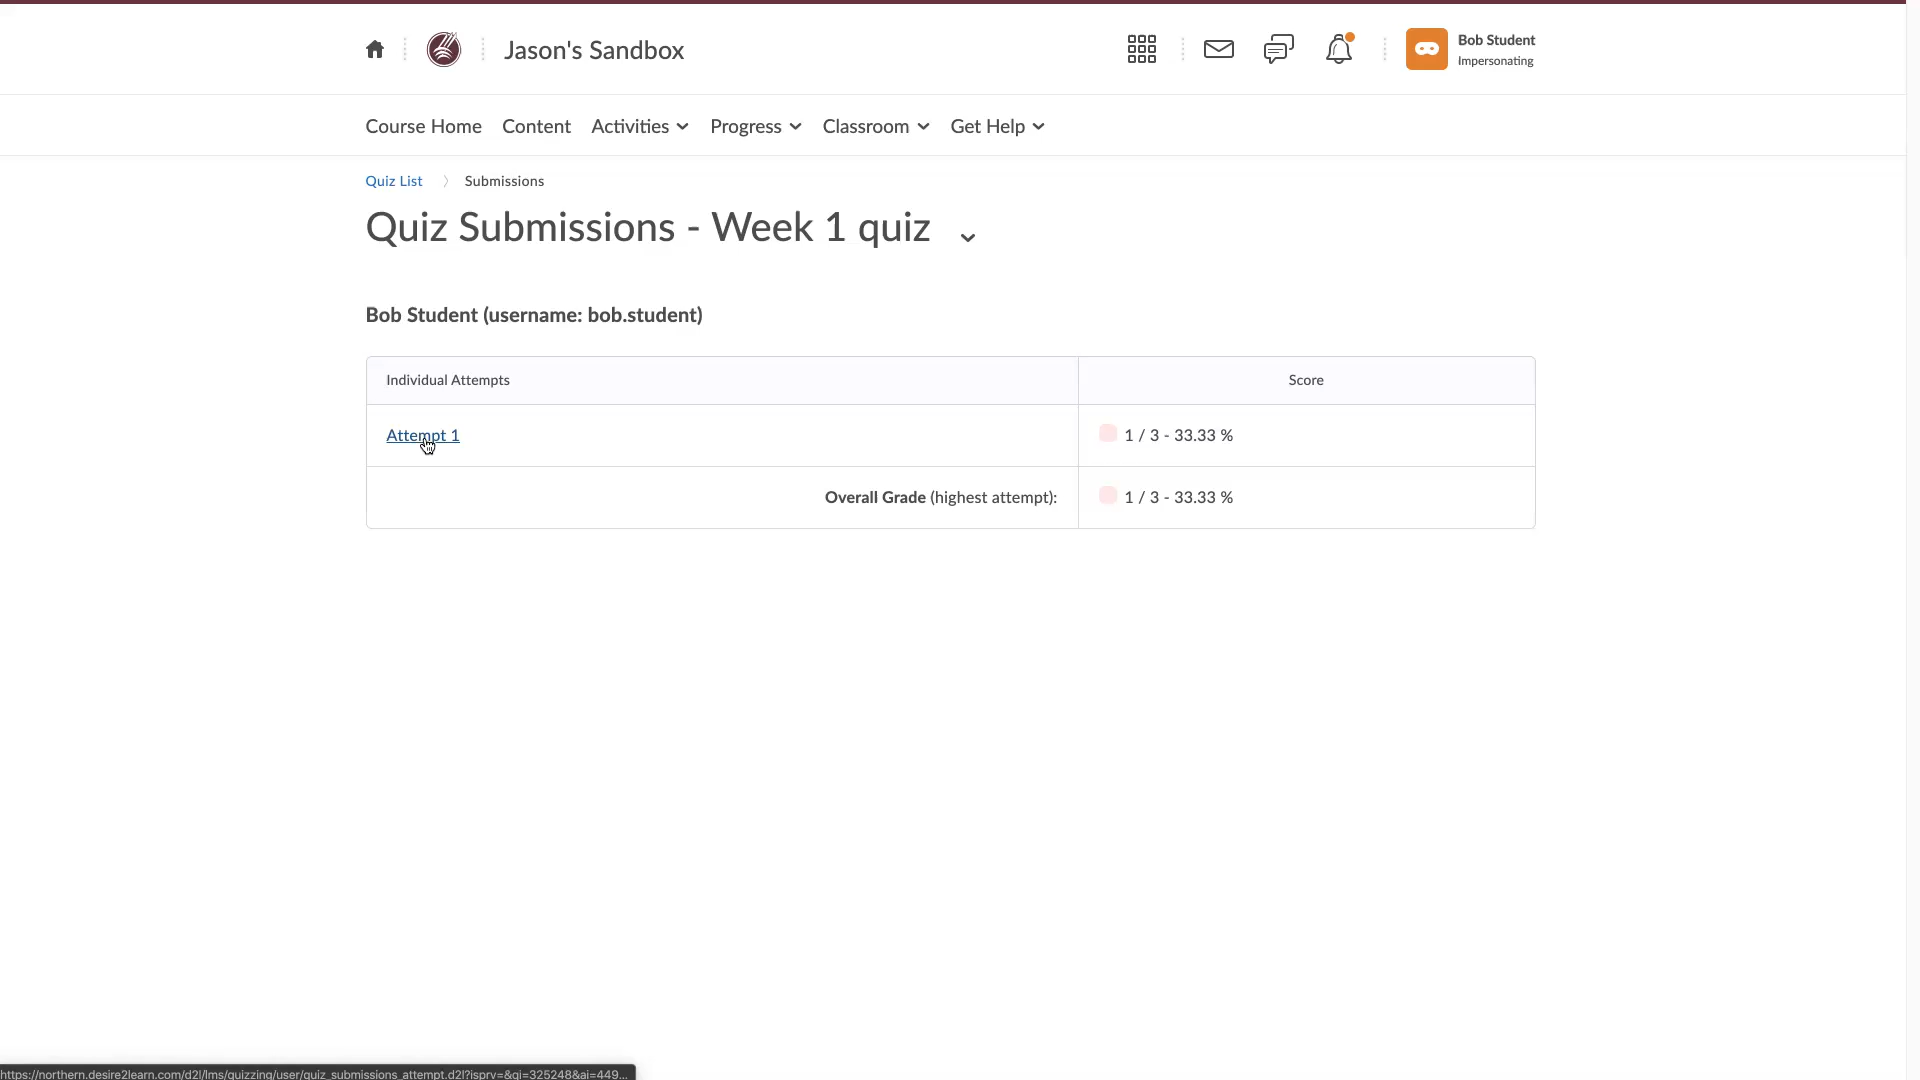 Jason's Sandbox
Bob Student
Impersonating
Course Home Content Activities Progress Classroom Get Help
Quiz List Submissions
Quiz Submissions - Week 1 quiz
Bob Student (username: bob.student)
Individual Attempts Score
Attempt 1 1 / 3 - 33.33 %
Overall Grade (highest attempt): 1 / 3 - 33.33 %
https://northern.desire2learn.com/d2l/lms/quizzing/user/quiz_submissions_attempt.d2l?isprv=&qi=325248&ai=449...